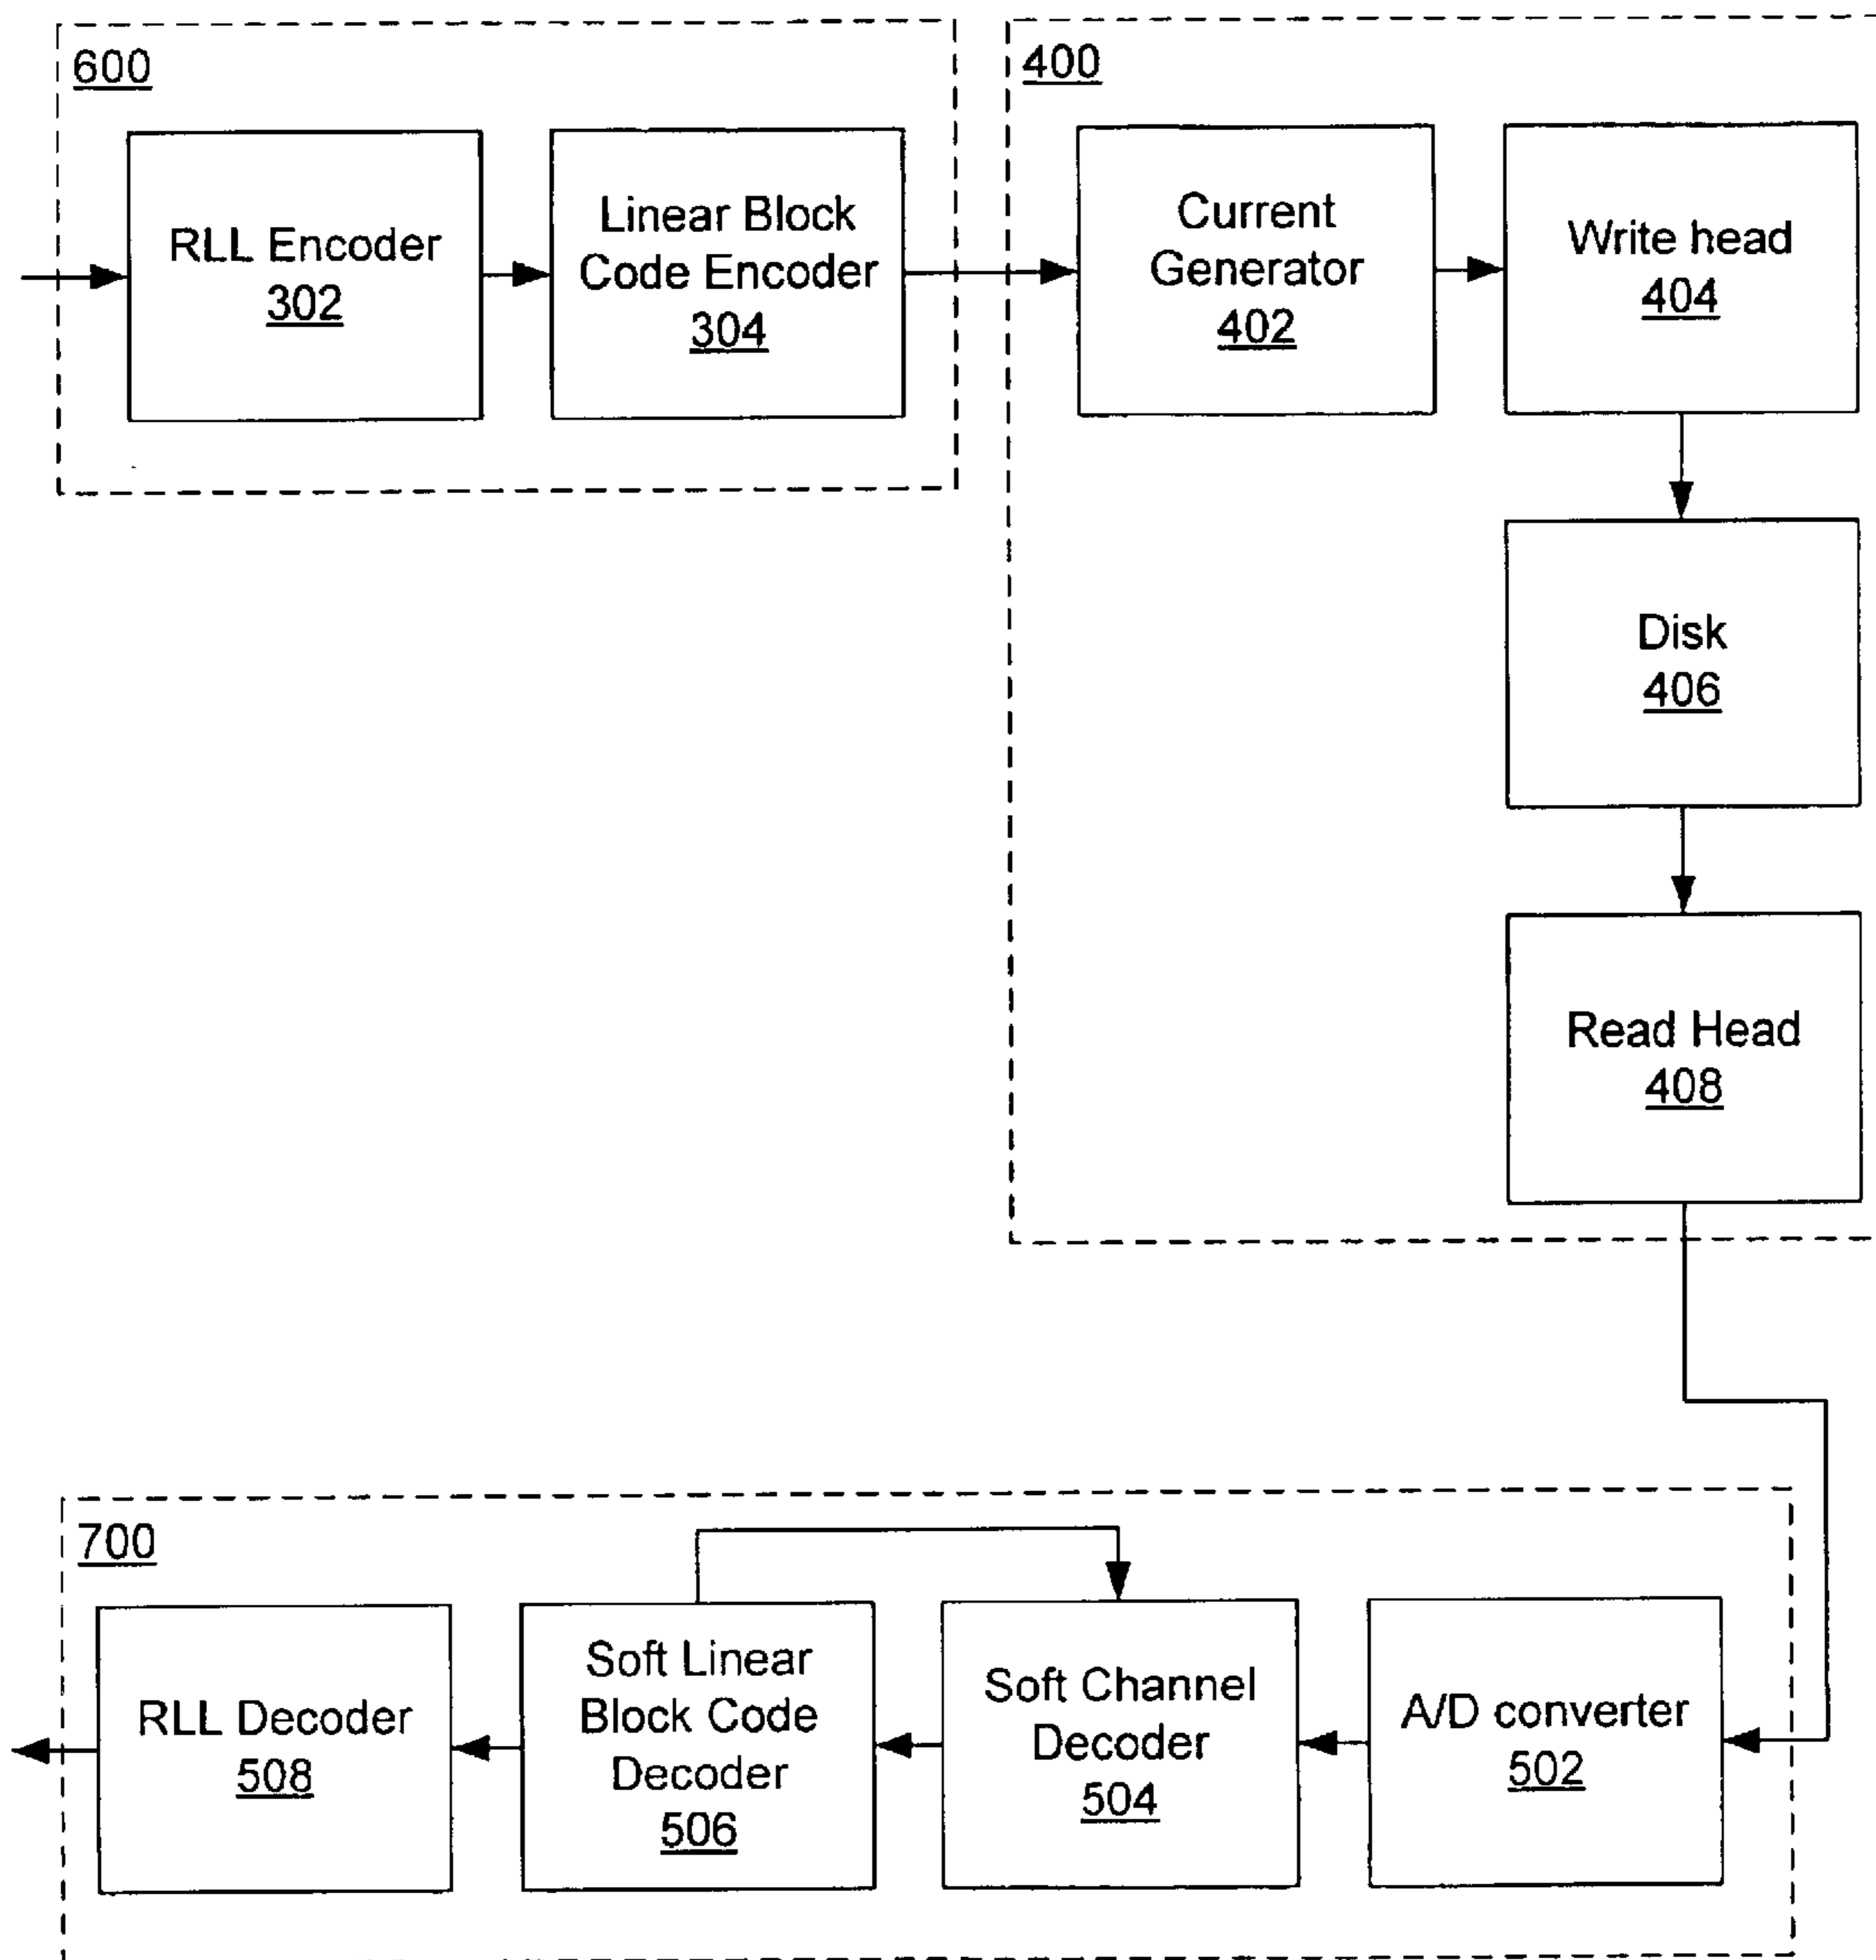 600
RLL Encoder
302
Linear Block
Code Encoder
304
400
Current
Generator
402
Write head
404
Disk
406
Read Head
408
700
RLL Decoder
508
Soft Linear
Block Code
Decoder
506
Soft Channel
Decoder
504
A/D converter
502